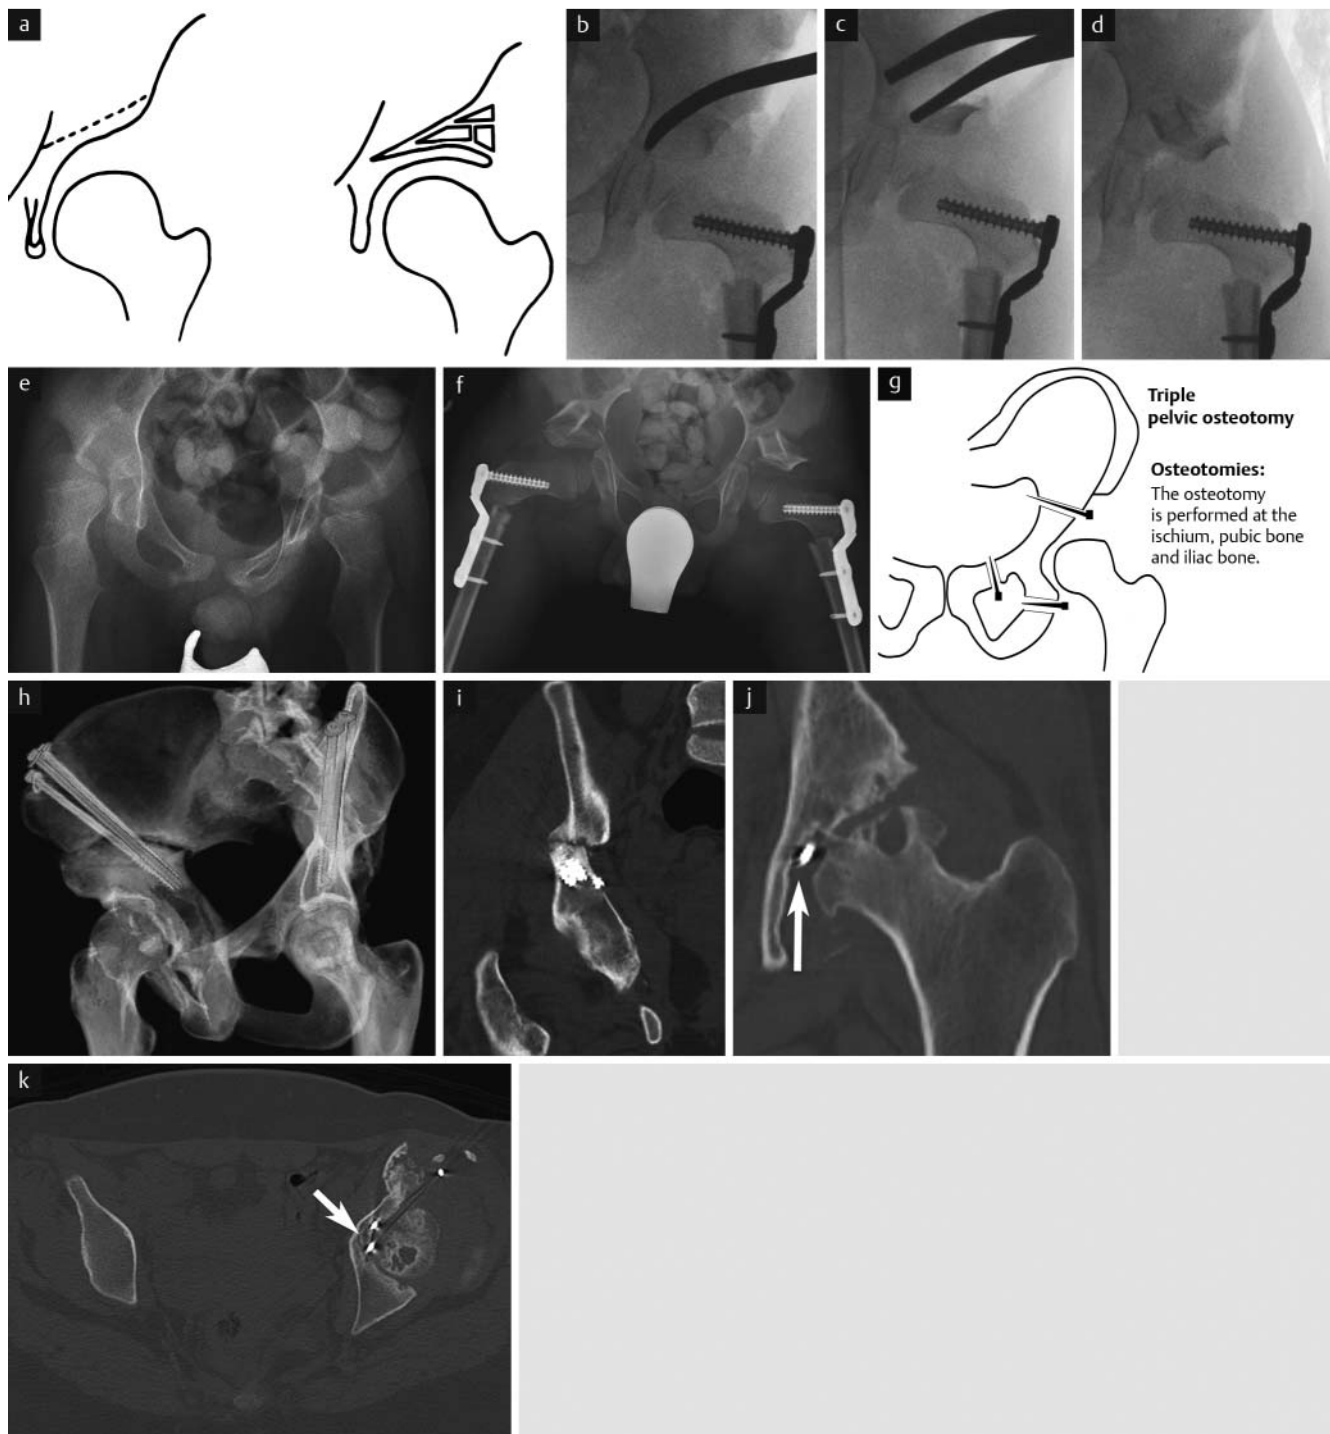 a
b
c
d
e
f
g
Triple
pelvic osteotomy
Osteotomies:
The osteotomy
is performed at the
ischium, pubic bone
and iliac bone.
h
i
j
k